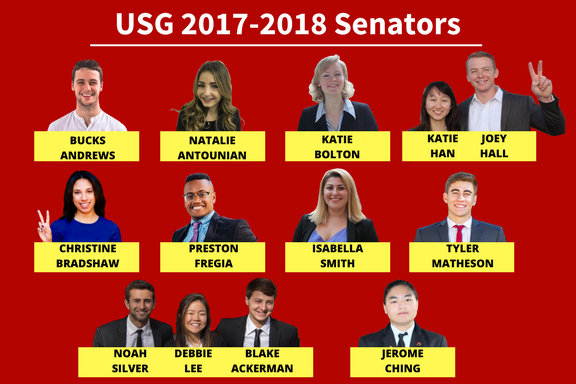 USG 2017-2018 Senators
BUCKS
ANDREWS
NATALIE
ANTOUNIAN
KATIE
BOLTON
KATIE
HAN
JOEY
HALL
CHRISTINE
BRADSHAW
PRESTON
FREGIA
ISABELLA
SMITH
TYLER
MATHESON
NOAH
SILVER
DEBBIE
LEE
BLAKE
ACKERMAN
JEROME
CHING